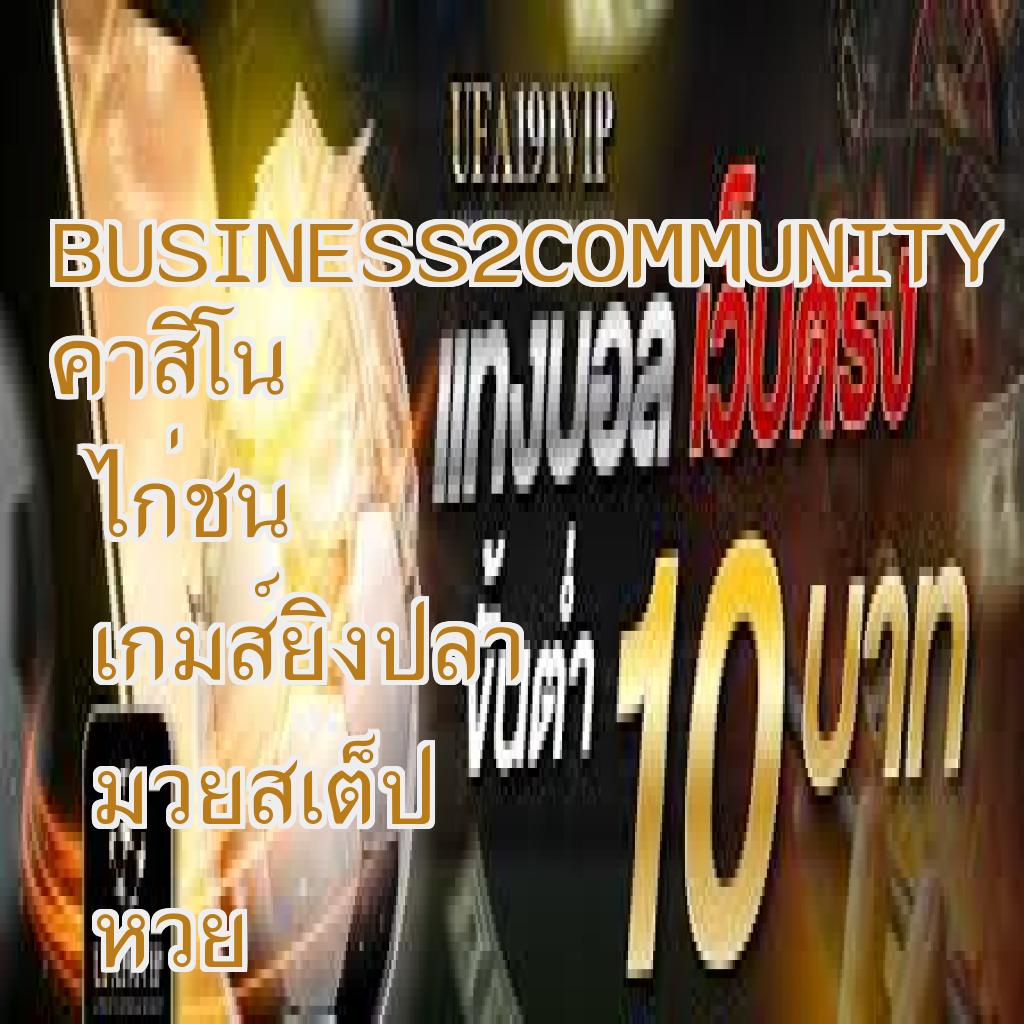 UFA191VIP
BUSINESS2COMMUNITY
แทงบอล เว็บตรง
คาสิโน
ไก่ชน
ขั้นต่ำ 10 บาท
เกมส์ยิงปลา
มวยสเต็ป
หวย